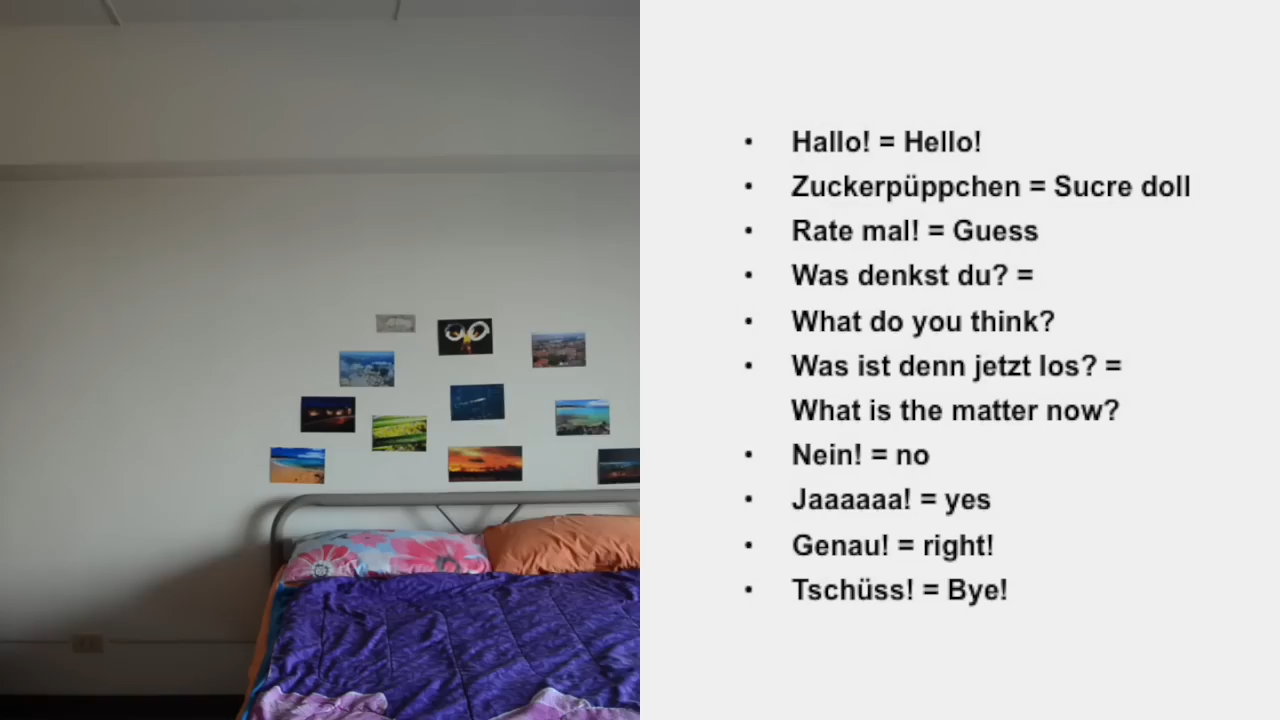 • Hallo! = Hello!
• Zuckerpüppchen = Sucre doll
• Rate mal! = Guess
• Was denkst du? =
• What do you think?
• Was ist denn jetzt los? =
What is the matter now?
• Nein! = no
• Jaaaaaa! = yes
• Genau! = right!
• Tschüss! = Bye!